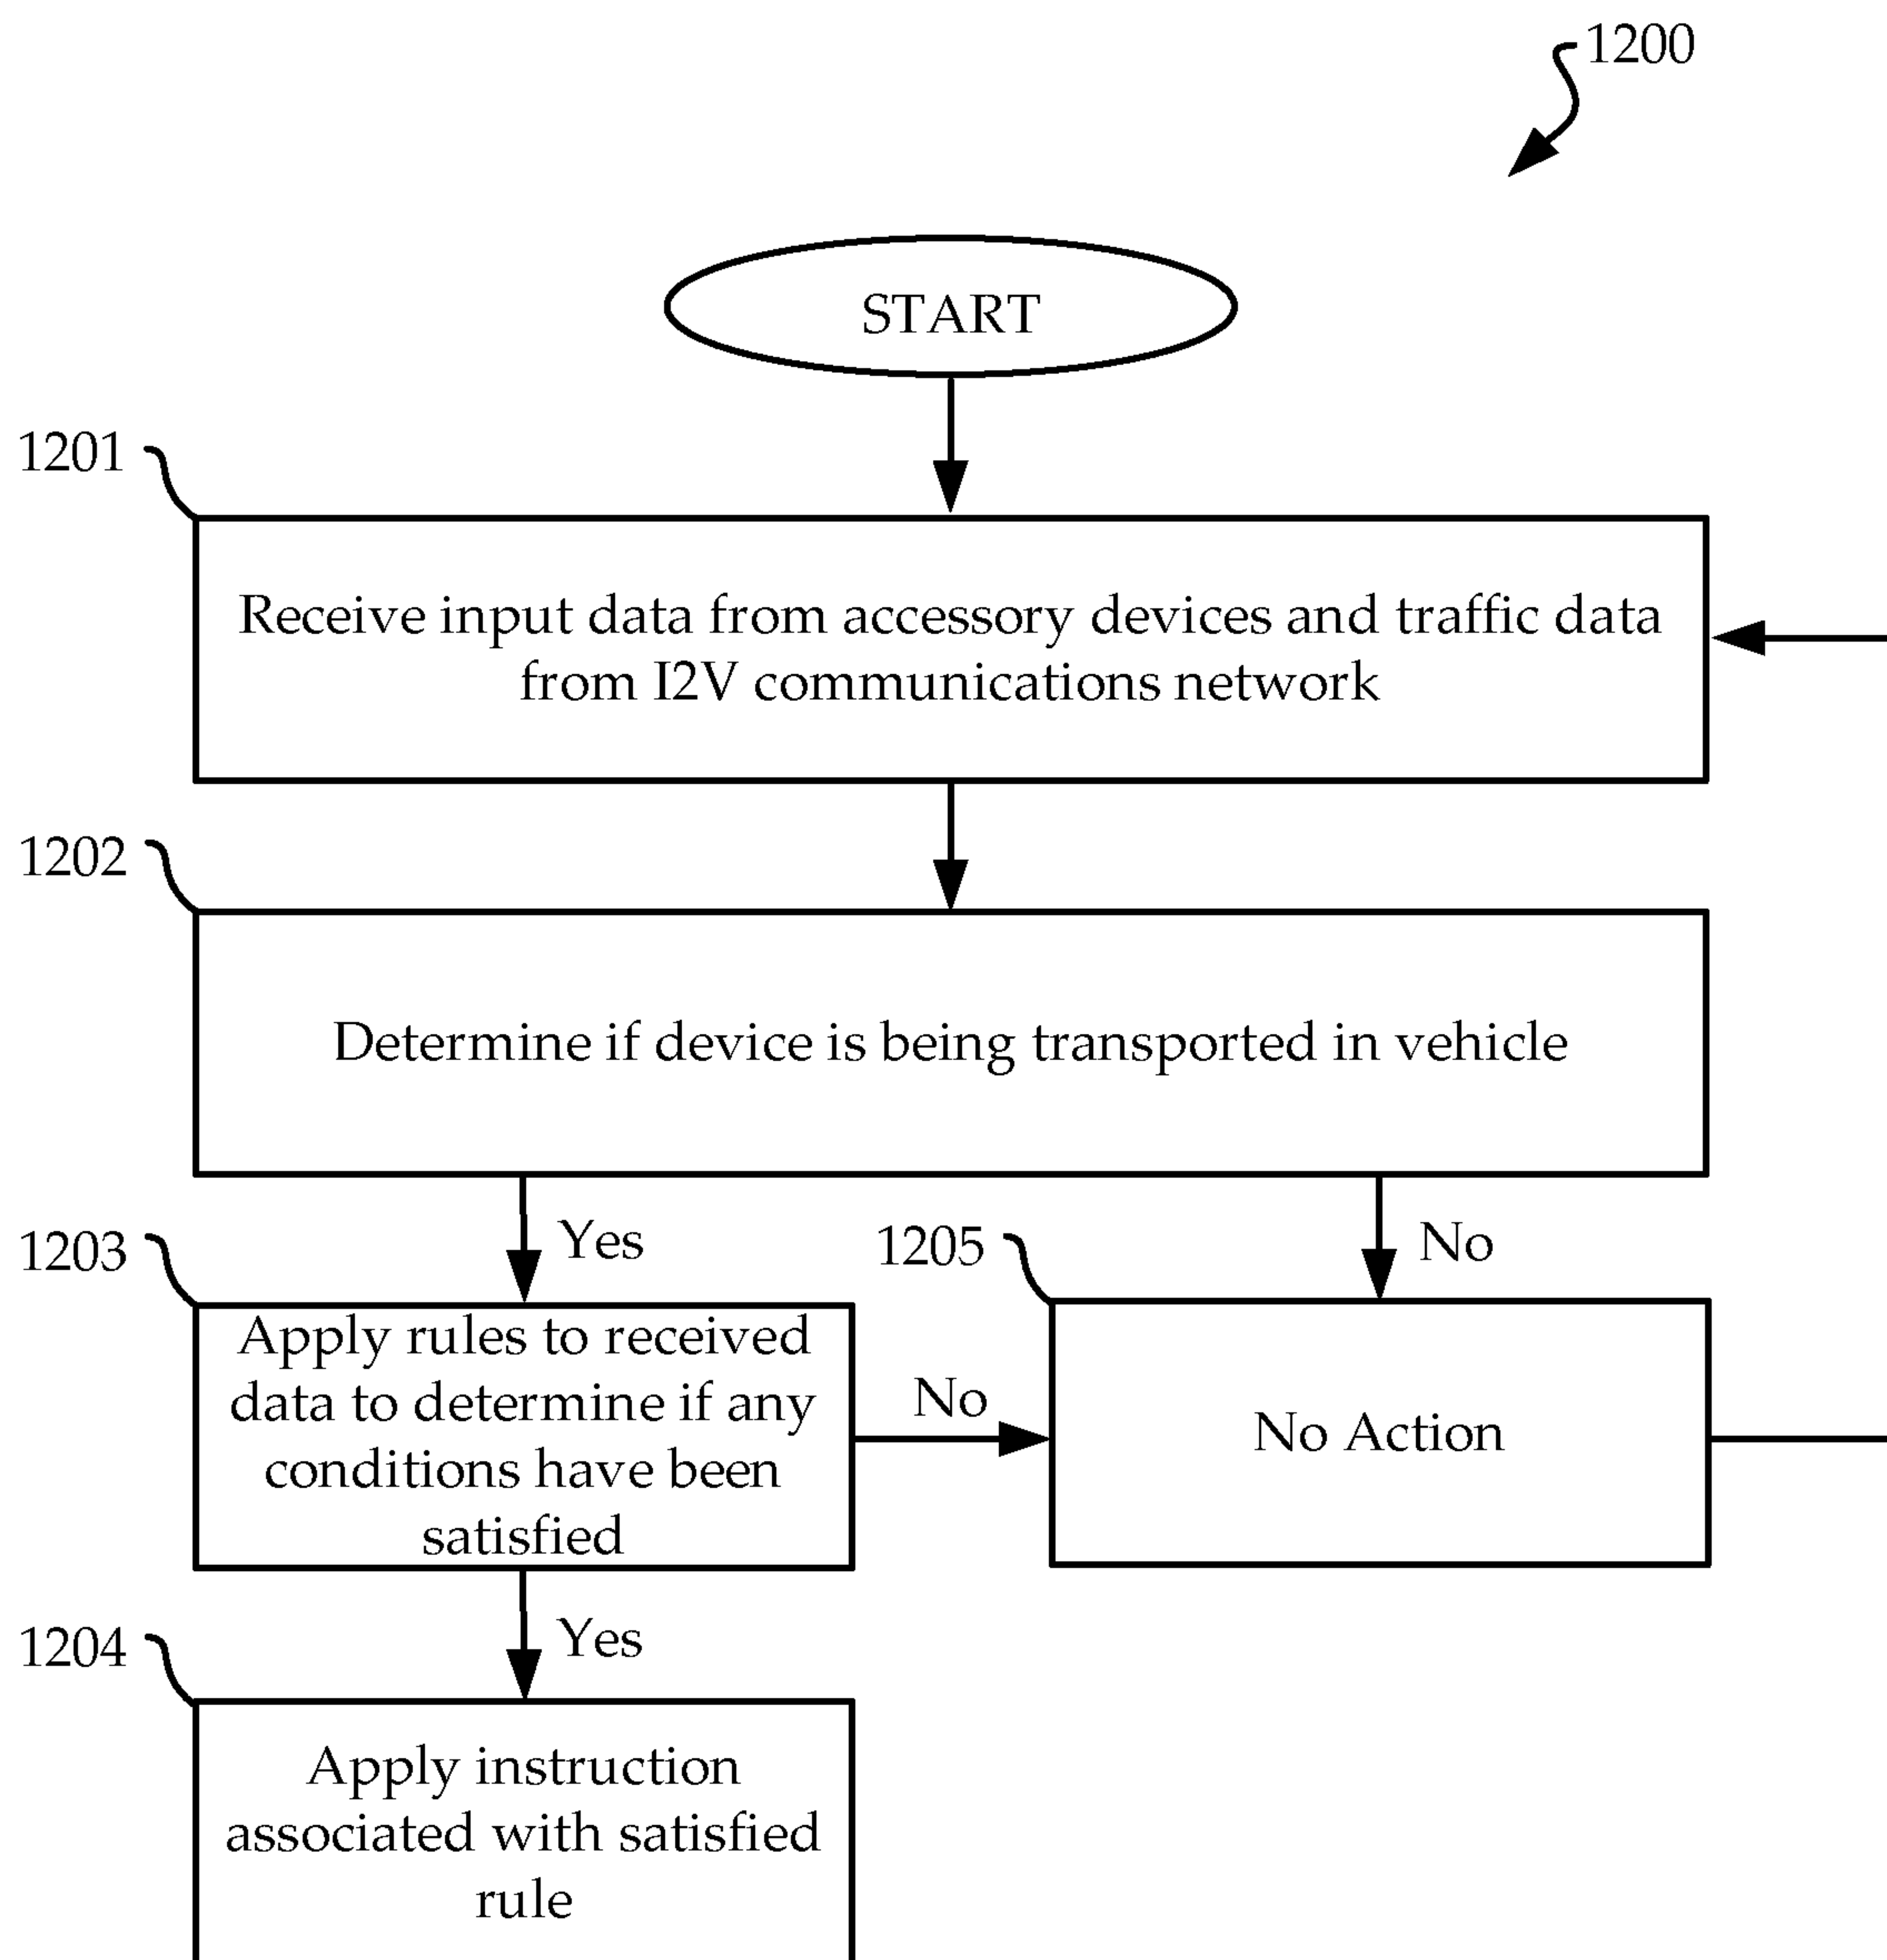 1200
START
1201
Receive input data from accessory devices and traffic data
from I2V communications network
1202
Determine if device is being transported in vehicle
Yes
No
1203
Apply rules to received
data to determine if any
conditions have been
satisfied
No
1205
No Action
Yes
1204
Apply instruction
associated with satisfied
rule